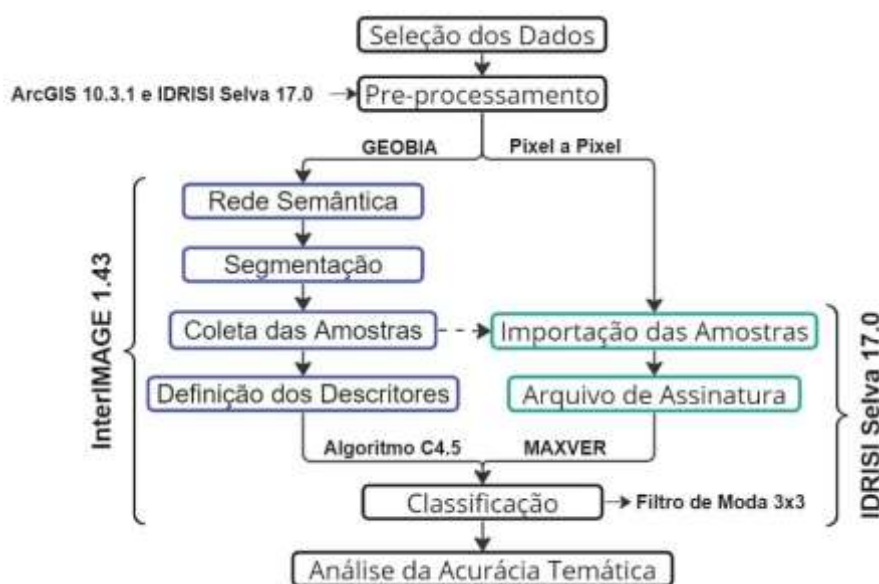 Seleção dos Dados
ArcGIS 10.3.1 e IDRISI Selva 17.0
Pre-processamento
GEOBIA
Pixel a Pixel
Rede Semântica
Segmentação
Coleta das Amostras
Importação das Amostras
Definição dos Descritores
Arquivo de Assinatura
InterIMAGE 1.43
IDRISI Selva 17.0
Algoritmo C4.5
MAXVER
Classificação
Filtro de Moda 3x3
Análise da Acurácia Temática